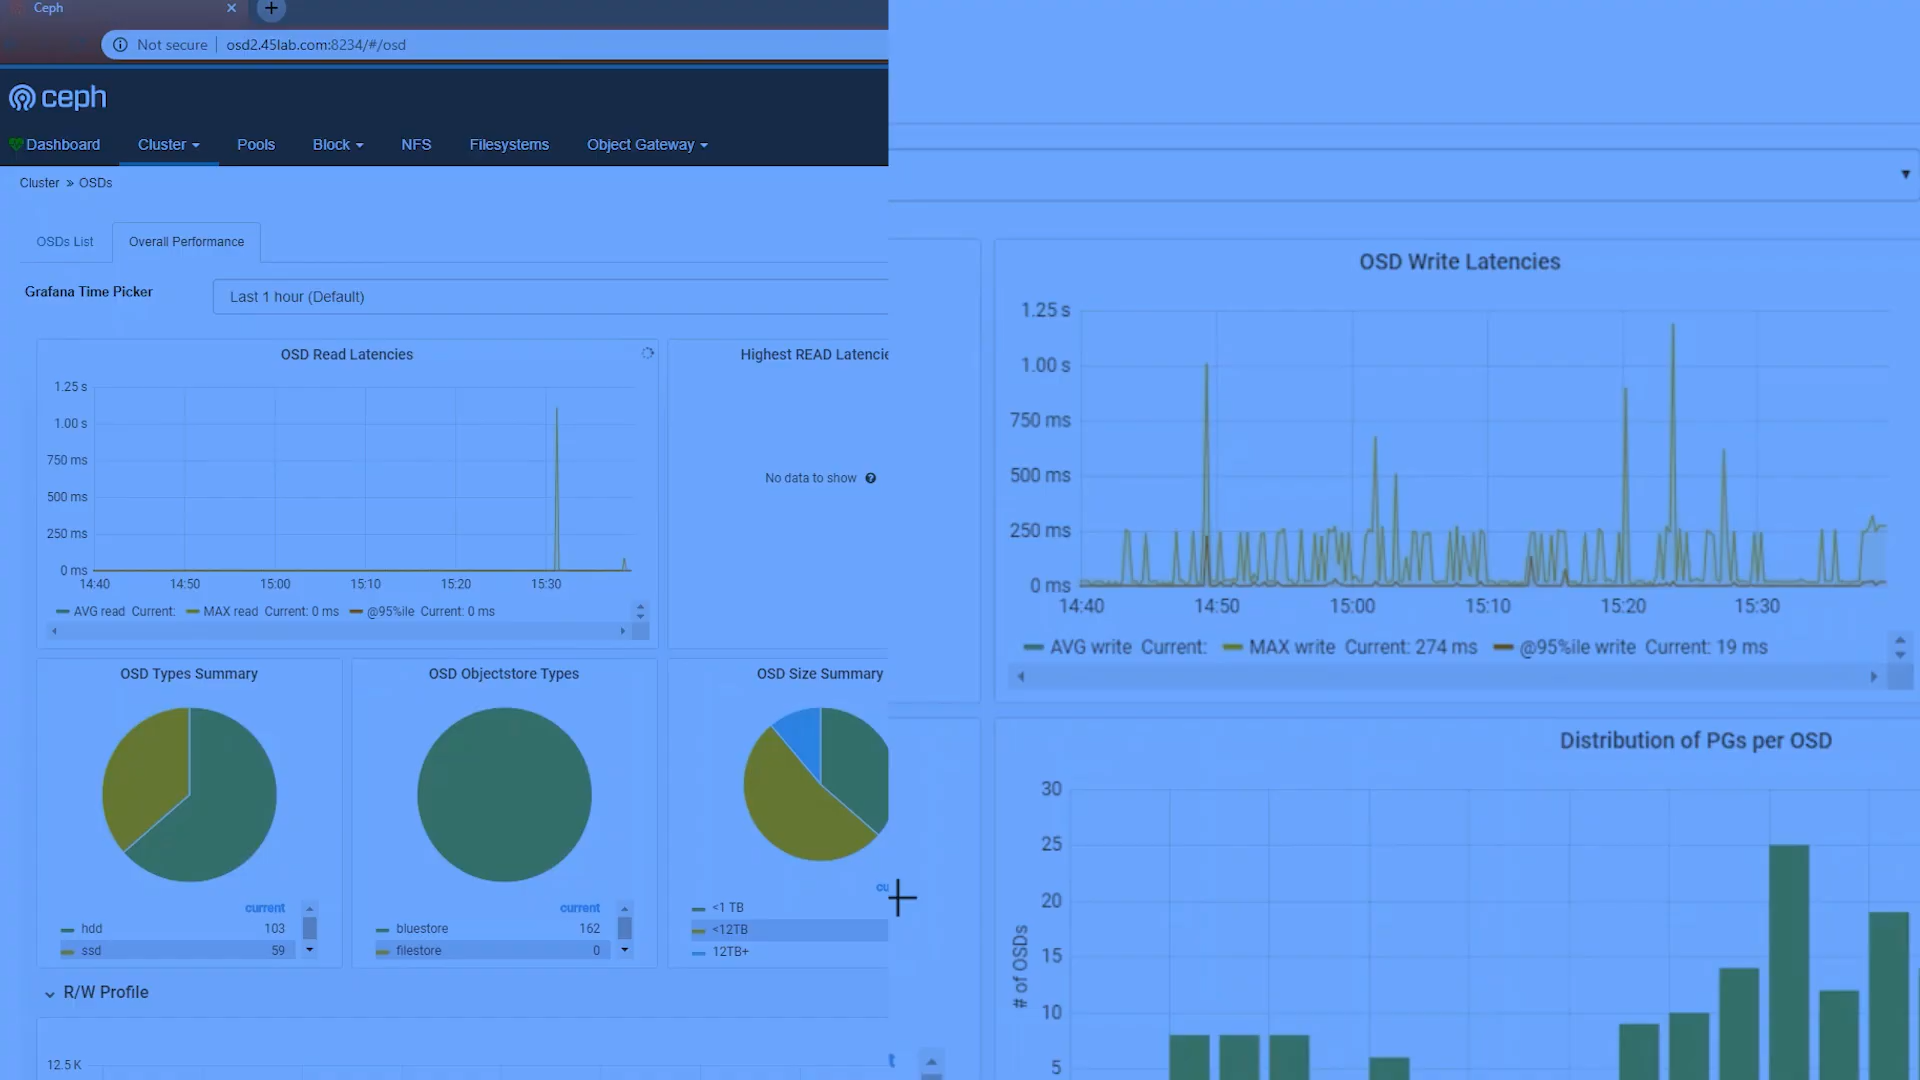 Ceph
Not secure osd2.45lab.com:8234/#/osd
ceph
Dashboard Cluster Pools Block NFS Filesystems Object Gateway
Cluster » OSDs
OSDs List Overall Performance
Grafana Time Picker Last 1 hour (Default)
OSD Read Latencies
1.25 s
1.00 s
750 ms
500 ms
250 ms
0 ms
14:40 14:50 15:00 15:10 15:20 15:30
AVG read Current: MAX read Current: 0 ms @95%ile Current: 0 ms
Highest READ Latencie
No data to show
OSD Write Latencies
1.25 s
1.00 s
750 ms
500 ms
250 ms
0 ms
14:40 14:50 15:00 15:10 15:20 15:30
AVG write Current: MAX write Current: 274 ms @95%ile write Current: 19 ms
OSD Types Summary
current
hdd 103
ssd 59
OSD Objectstore Types
current
bluestore 162
filestore 0
OSD Size Summary
cu
<1 TB
<12TB
12TB+
Distribution of PGs per OSD
# of OSDs
30
25
20
15
10
5
R/W Profile
12.5 K